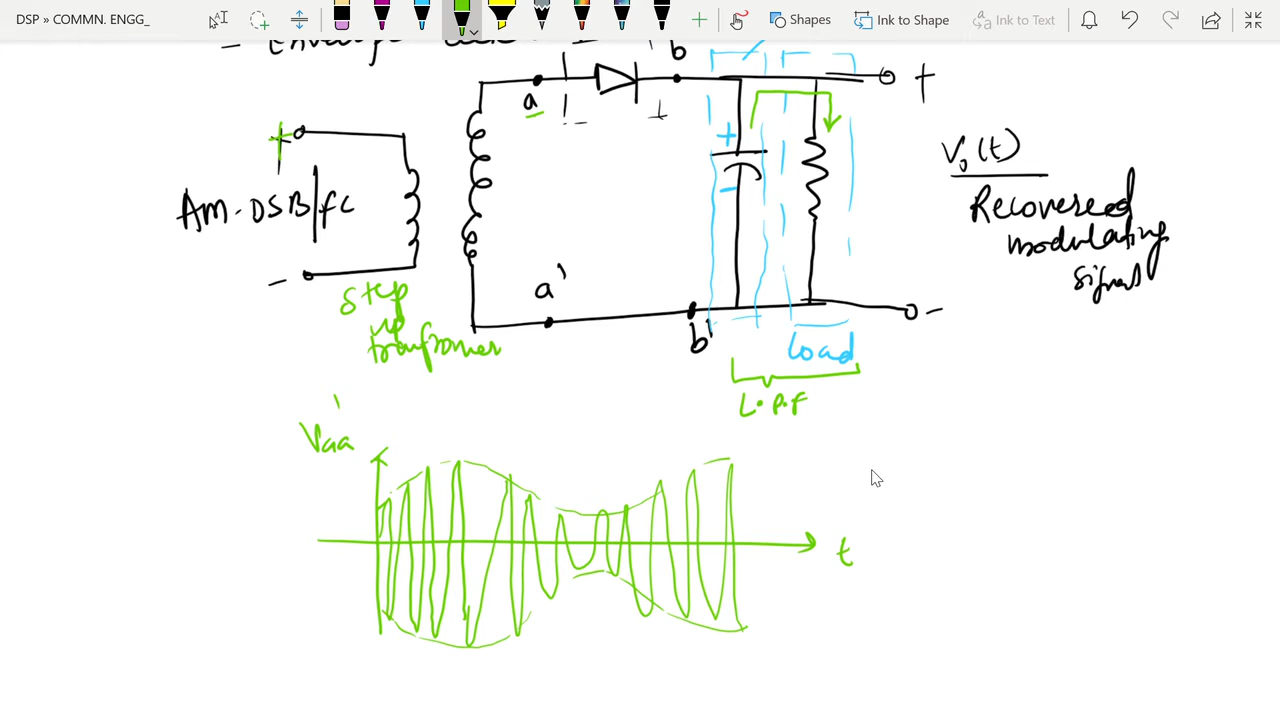 DSP » COMMN. ENGG_
Shapes
Ink to Shape
Ink to Text
- Envelope
a
b
+
+
-
AM-DSB/FC
+
-
V₀(t)
Recovered
modulating
signal
Step
up
a'
b'
-
Load
L.P.F
Vaa'
t